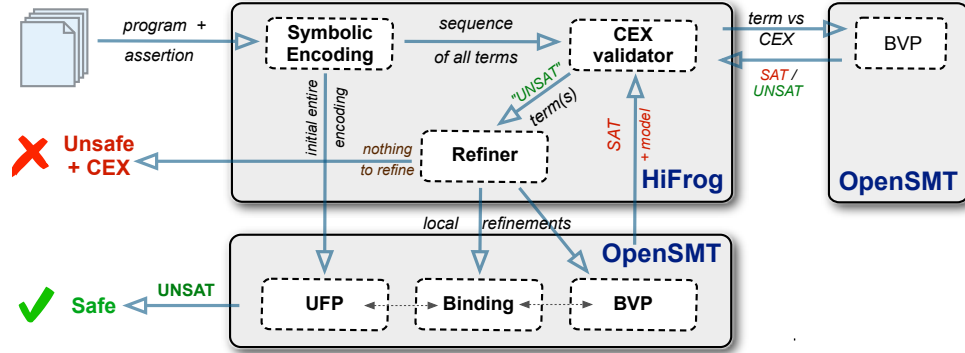 program +
assertion
Symbolic
Encoding
sequence
of all terms
CEX
validator
term vs
CEX
BVP
SAT /
UNSAT
"UNSAT"
term(s)
initial entire
encoding
SAT
+ model
Unsafe
+ CEX
nothing
to refine
Refiner
HiFrog
OpenSMT
local refinements
OpenSMT
UNSAT
Safe
UFP
Binding
BVP